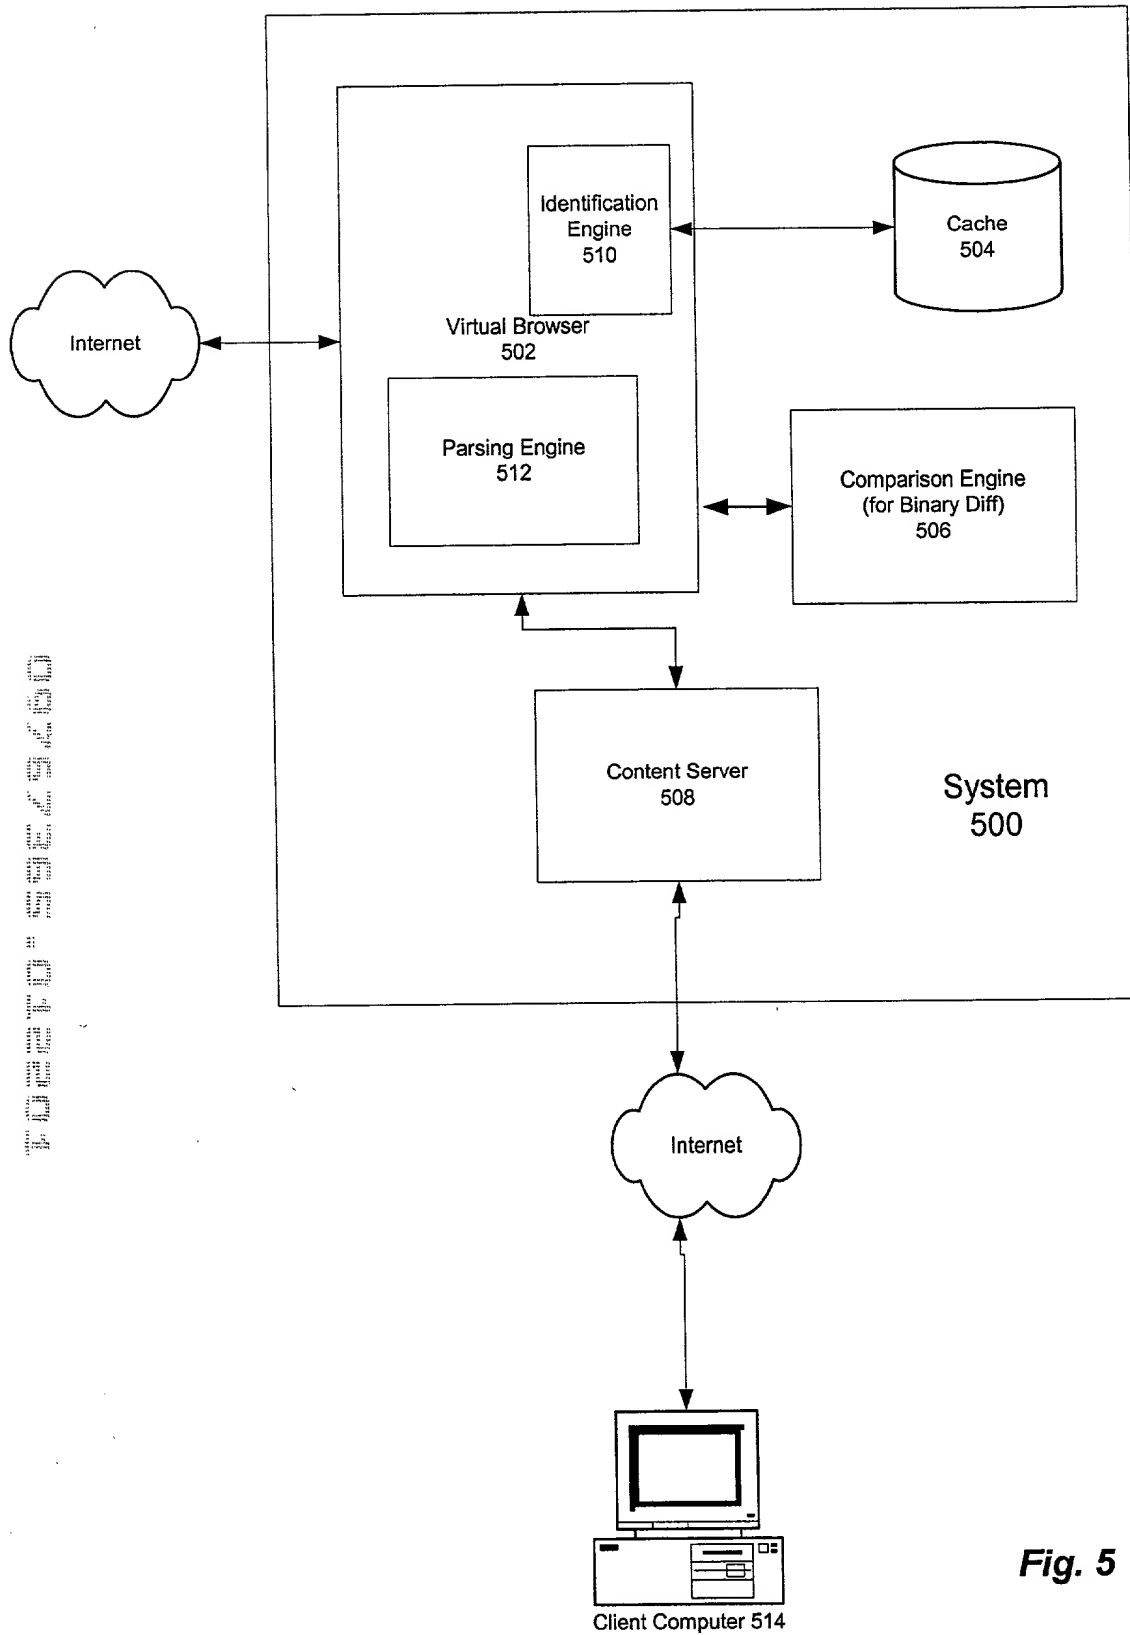 Identification
Engine
510
Cache
504
Internet
Virtual Browser
502
Parsing Engine
512
Comparison Engine
(for Binary Diff)
506
Content Server
508
System
500
Internet
Client Computer 514
Fig. 5